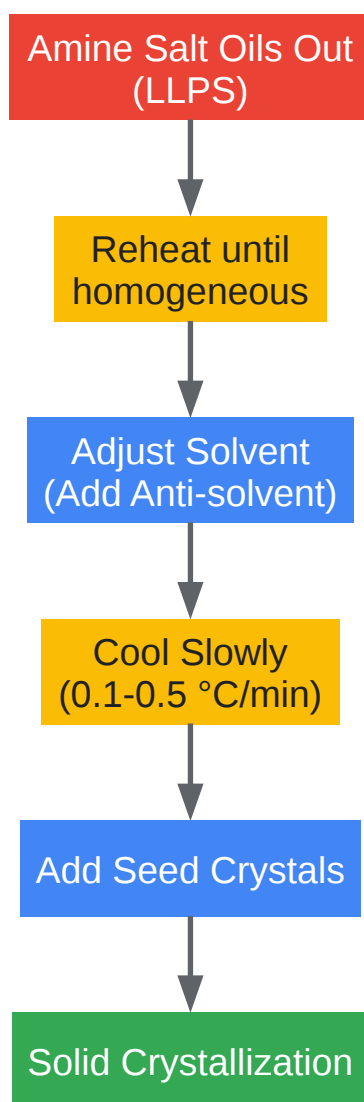 Amine Salt Oils Out
(LLPS)
Reheat until
homogeneous
Adjust Solvent
(Add Anti-solvent)
Cool Slowly
(0.1-0.5 °C/min)
Add Seed Crystals
Solid Crystallization